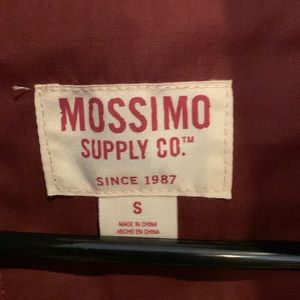 MOSSIMO
SUPPLY CO.™
SINCE 1987
S
MADE IN CHINA
HECHO EN CHINA